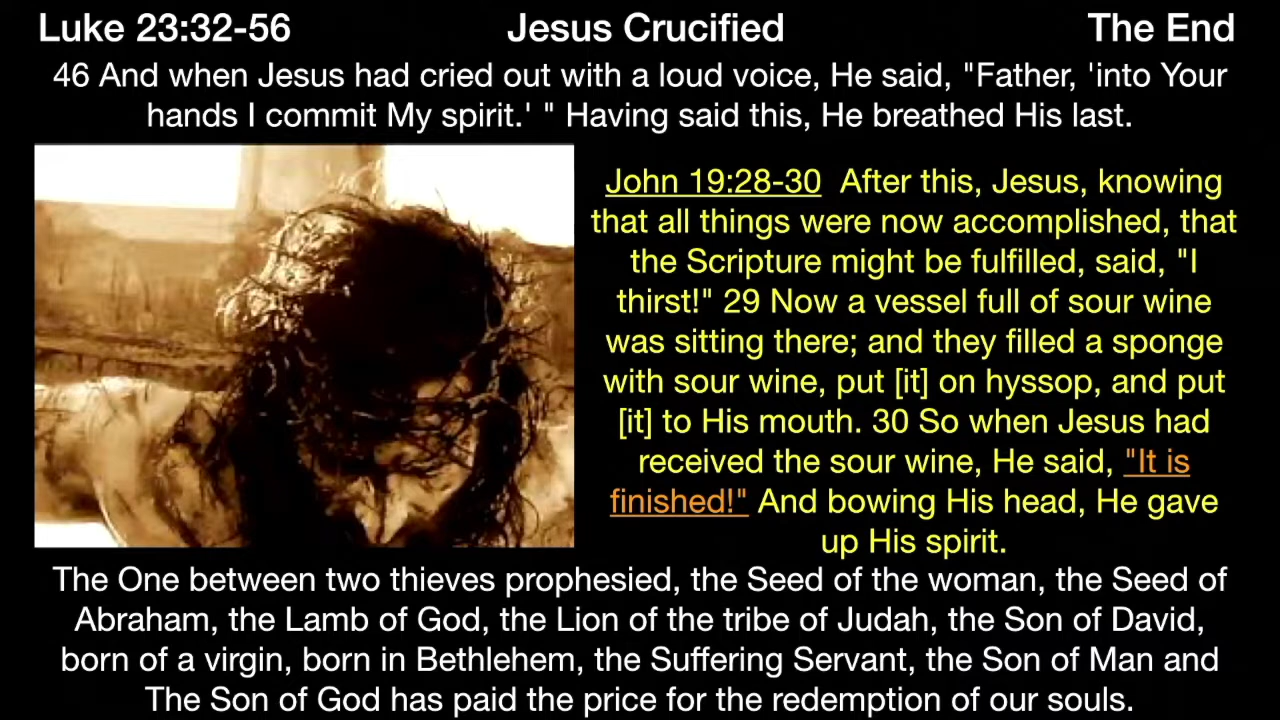 Luke 23:32-56 Jesus Crucified The End
46 And when Jesus had cried out with a loud voice, He said, "Father, 'into Your
hands I commit My spirit.' " Having said this, He breathed His last.
John 19:28-30 After this, Jesus, knowing
that all things were now accomplished, that
the Scripture might be fulfilled, said, "I
thirst!" 29 Now a vessel full of sour wine
was sitting there; and they filled a sponge
with sour wine, put [it] on hyssop, and put
[it] to His mouth. 30 So when Jesus had
received the sour wine, He said, "It is
finished!" And bowing His head, He gave
up His spirit.
The One between two thieves prophesied, the Seed of the woman, the Seed of
Abraham, the Lamb of God, the Lion of the tribe of Judah, the Son of David,
born of a virgin, born in Bethlehem, the Suffering Servant, the Son of Man and
The Son of God has paid the price for the redemption of our souls.